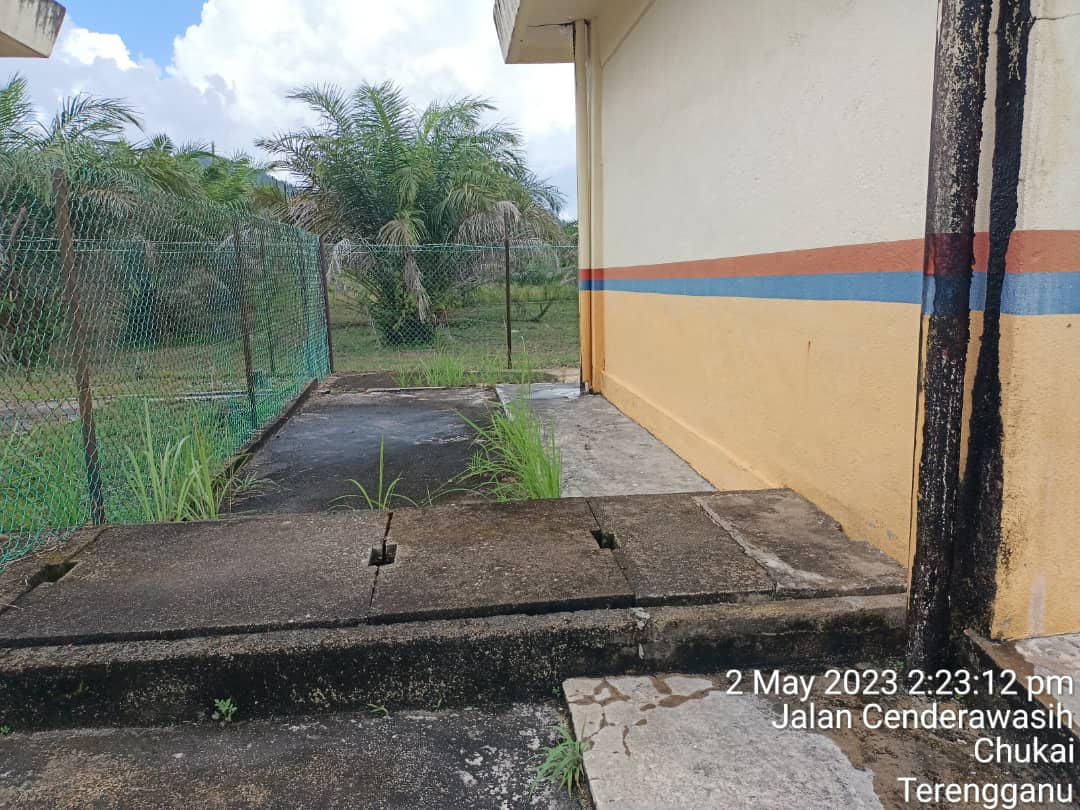 2 May 2023 2:23:12 pm
Jalan Cenderawasih
Chukai
Terengganu